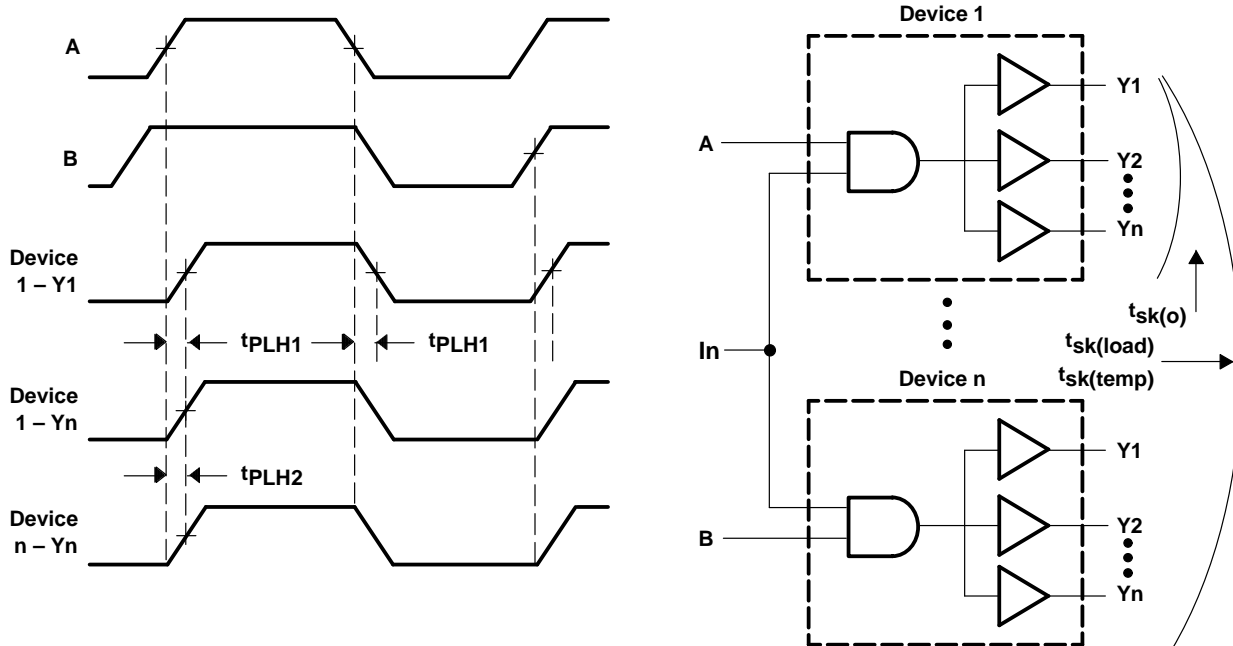 A
B
Device
1 – Y1
tPLH1
tPLH1
Device
1 – Yn
tPLH2
Device
n – Yn
Device 1
A
Y1
Y2
Yn
In
tsk(o)
tsk(load)
tsk(temp)
Device n
B
Y1
Y2
Yn